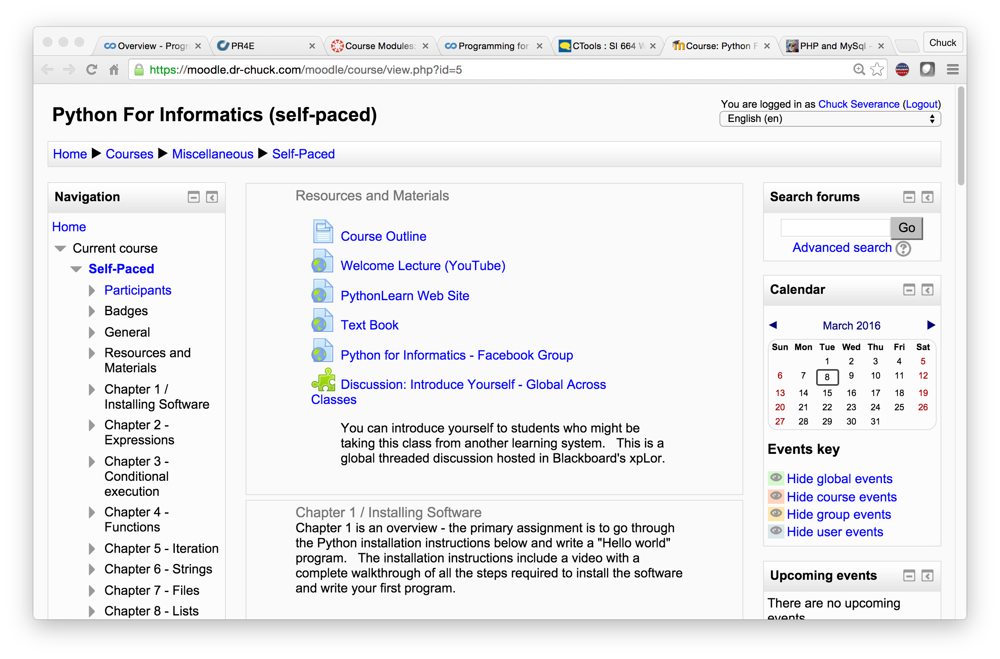 Overview - Progr
PR4E
Course Modules:
Programming for
CTools : SI 664 W
Course: Python F
PHP and MySql -
Chuck
https://moodle.dr-chuck.com/moodle/course/view.php?id=5
Python For Informatics (self-paced)
You are logged in as Chuck Severance (Logout)
English (en)
Home ▶ Courses ▶ Miscellaneous ▶ Self-Paced
Navigation
Home
Current course
Self-Paced
Participants
Badges
General
Resources and
Materials
Chapter 1 /
Installing Software
Chapter 2 -
Expressions
Chapter 3 -
Conditional
execution
Chapter 4 -
Functions
Chapter 5 - Iteration
Chapter 6 - Strings
Chapter 7 - Files
Chapter 8 - Lists
Resources and Materials
Course Outline
Welcome Lecture (YouTube)
PythonLearn Web Site
Text Book
Python for Informatics - Facebook Group
Discussion: Introduce Yourself - Global Across
Classes
You can introduce yourself to students who might be
taking this class from another learning system.   This is a
global threaded discussion hosted in Blackboard's xpLor.
Chapter 1 / Installing Software
Chapter 1 is an overview - the primary assignment is to go through
the Python installation instructions below and write a "Hello world"
program.   The installation instructions include a video with a
complete walkthrough of all the steps required to install the software
and write your first program.
Search forums
Go
Advanced search
Calendar
March 2016
Sun Mon Tue Wed Thu Fri Sat
1 2 3 4 5
6 7 8 9 10 11 12
13 14 15 16 17 18 19
20 21 22 23 24 25 26
27 28 29 30 31
Events key
Hide global events
Hide course events
Hide group events
Hide user events
Upcoming events
There are no upcoming
events